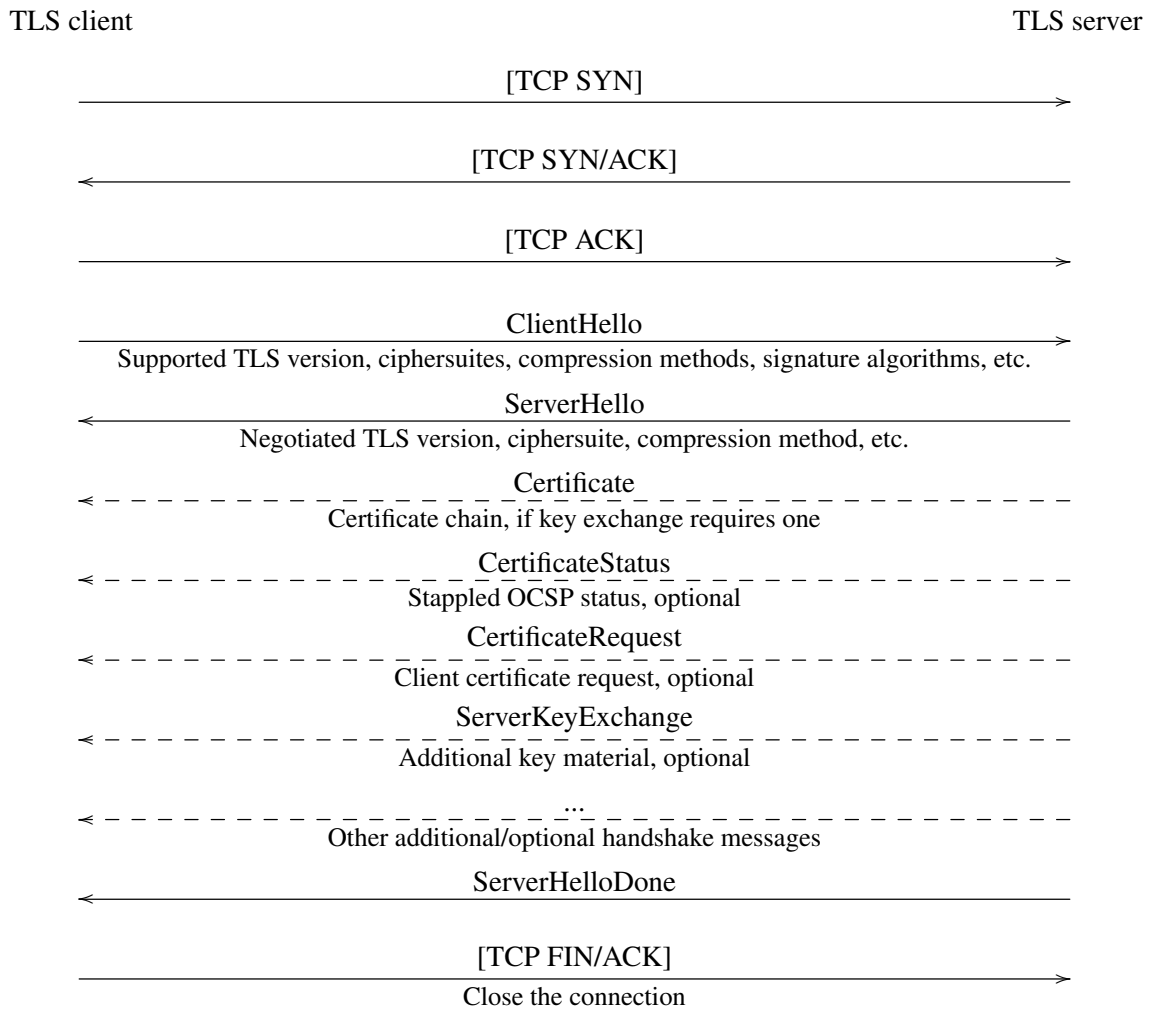 TLS client
TLS server
[TCP SYN]
[TCP SYN/ACK]
[TCP ACK]
ClientHello
Supported TLS version, ciphersuites, compression methods, signature algorithms, etc.
ServerHello
Negotiated TLS version, ciphersuite, compression method, etc.
Certificate
Certificate chain, if key exchange requires one
CertificateStatus
Stappled OCSP status, optional
CertificateRequest
Client certificate request, optional
ServerKeyExchange
Additional key material, optional
...
Other additional/optional handshake messages
ServerHelloDone
[TCP FIN/ACK]
Close the connection